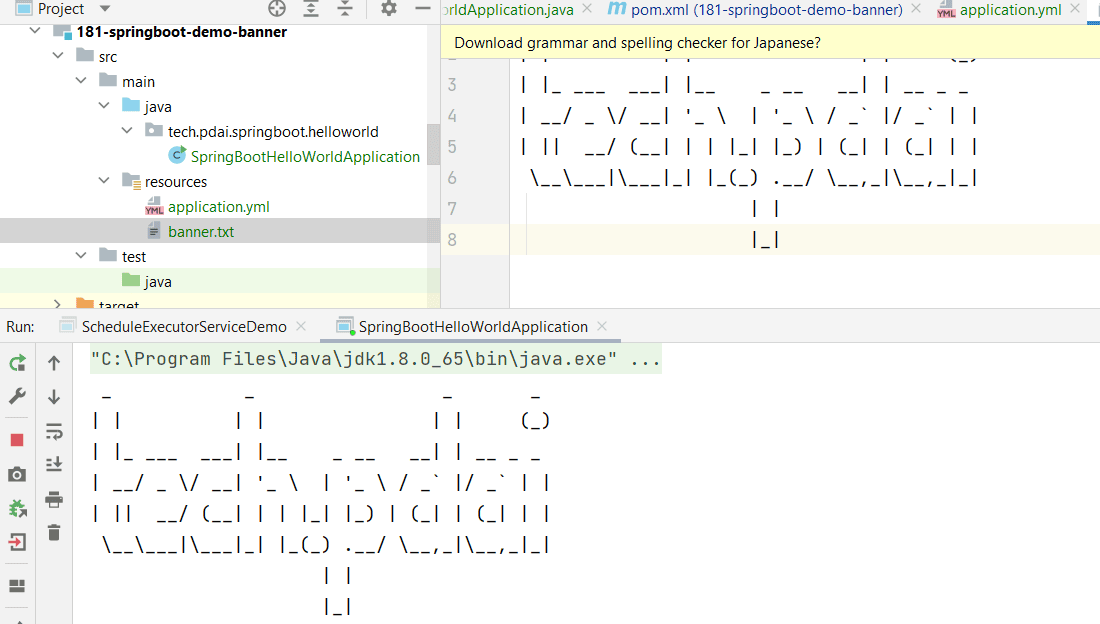 Project
181-springboot-demo-banner
src
main
java
tech.pdai.springboot.helloworld
SpringBootHelloWorldApplication
resources
YML application.yml
banner.txt
test
java
target
orldApplication.java
m pom.xml (181-springboot-demo-banner)
YML application.yml
Download grammar and spelling checker for Japanese?
3 | |_ ___  ___| |__    _ __   __| | __ _ _
4 | __/ _ \/ __| '_ \  | '_ \ / _` |/ _` | |
5 | ||  __/ (__| | | |_| |_) | (_| | (_| | |
6  \__\___|\___|_| |_(_) .__/ \__,_|\__,_|_|
7                     | |
8                     |_|
Run:
ScheduleExecutorServiceDemo
SpringBootHelloWorldApplication
"C:\Program Files\Java\jdk1.8.0_65\bin\java.exe" ...
 _          _             _      _
| |        | |           | |    (_)
| |_ ___  ___| |__    _ __   __| | __ _ _
| __/ _ \/ __| '_ \  | '_ \ / _` |/ _` | |
| ||  __/ (__| | | |_| |_) | (_| | (_| | |
 \__\___|\___|_| |_(_) .__/ \__,_|\__,_|_|
                     | |
                     |_|